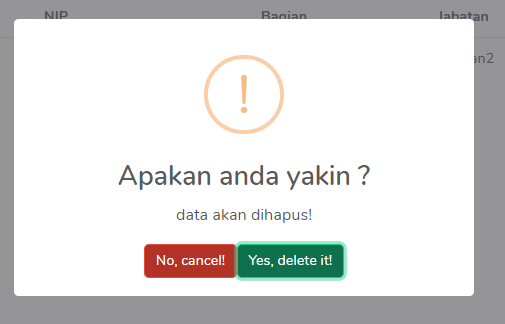 NIP Bagian Jabatan
an2
!
Apakan anda yakin ?
data akan dihapus!
No, cancel! Yes, delete it!